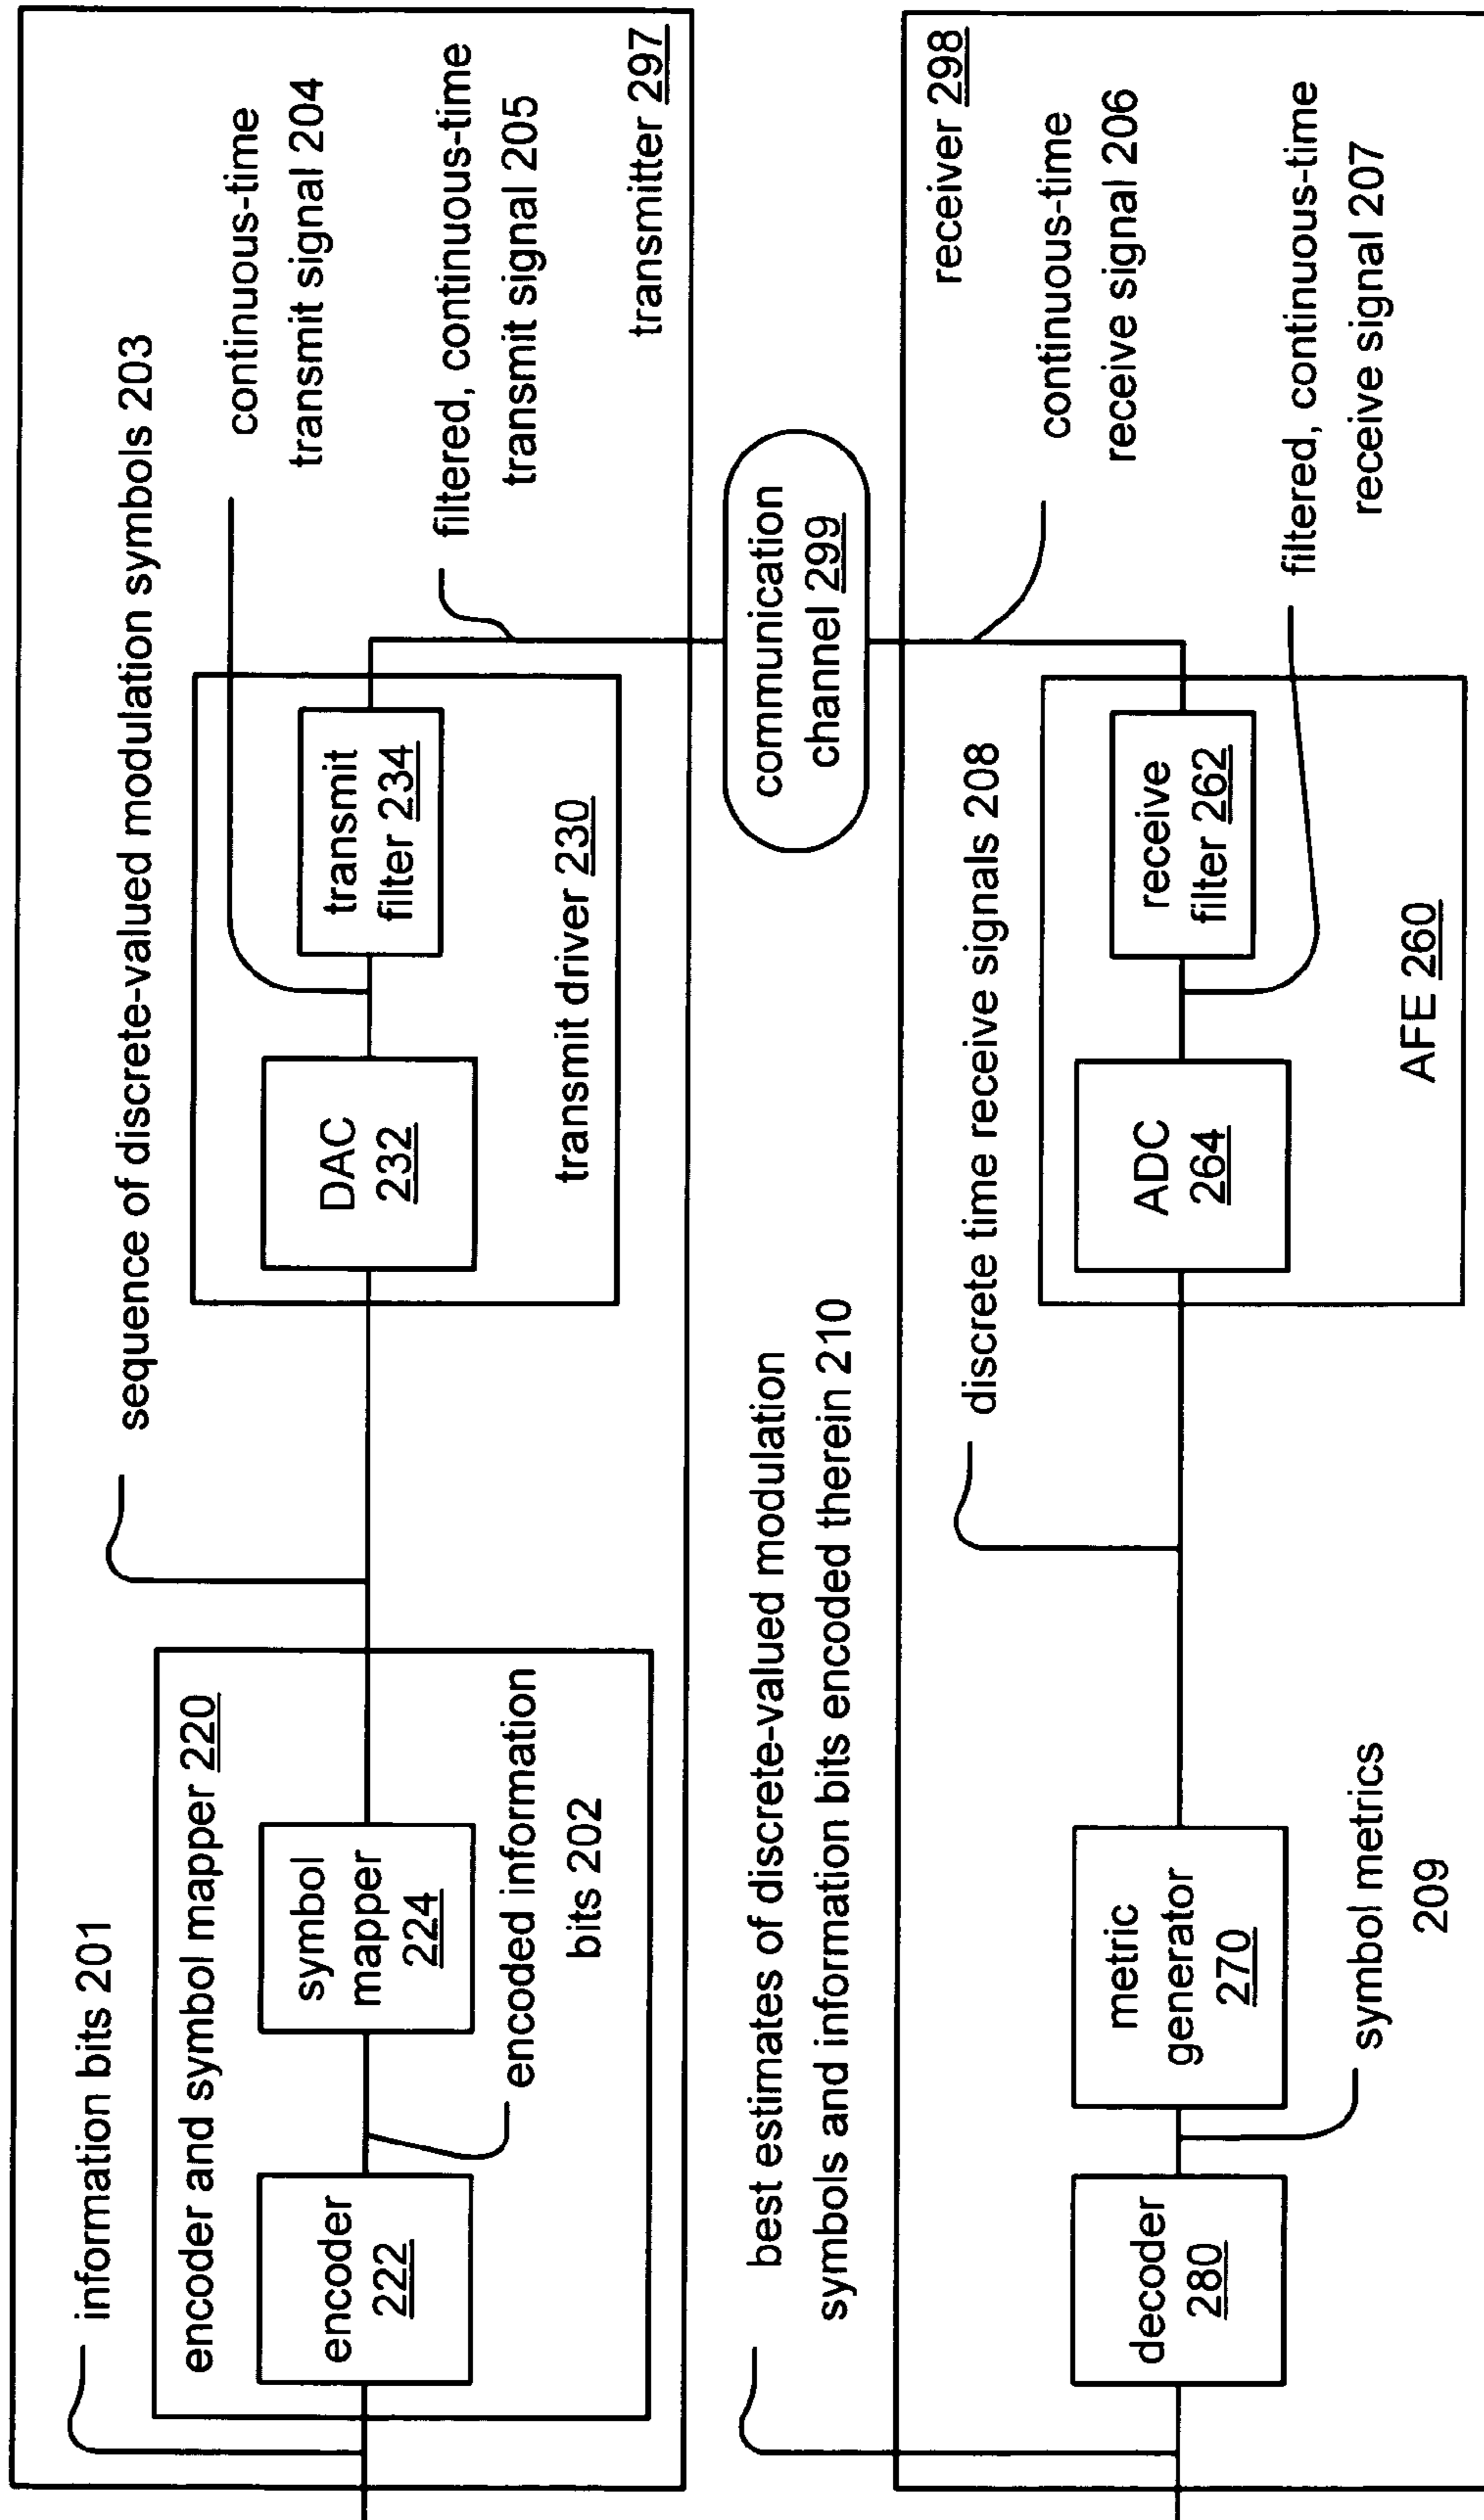 information bits 201
encoder and symbol mapper 220
encoder
222
symbol
mapper
224
encoded information
bits 202
sequence of discrete-valued modulation symbols 203
DAC
232
transmit
filter 234
transmit driver 230
continuous-time
transmit signal 204
filtered, continuous-time
transmit signal 205
transmitter 297
communication
channel 299
best estimates of discrete-valued modulation
symbols and information bits encoded therein 210
decoder
280
metric
generator
270
symbol metrics
209
discrete time receive signals 208
ADC
264
receive
filter 262
AFE 260
receiver 298
continuous-time
receive signal 206
filtered, continuous-time
receive signal 207